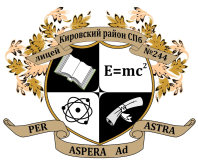 Кировский район СПб
лицей №244
E=mc²
PER ASPERA Ad ASTRA